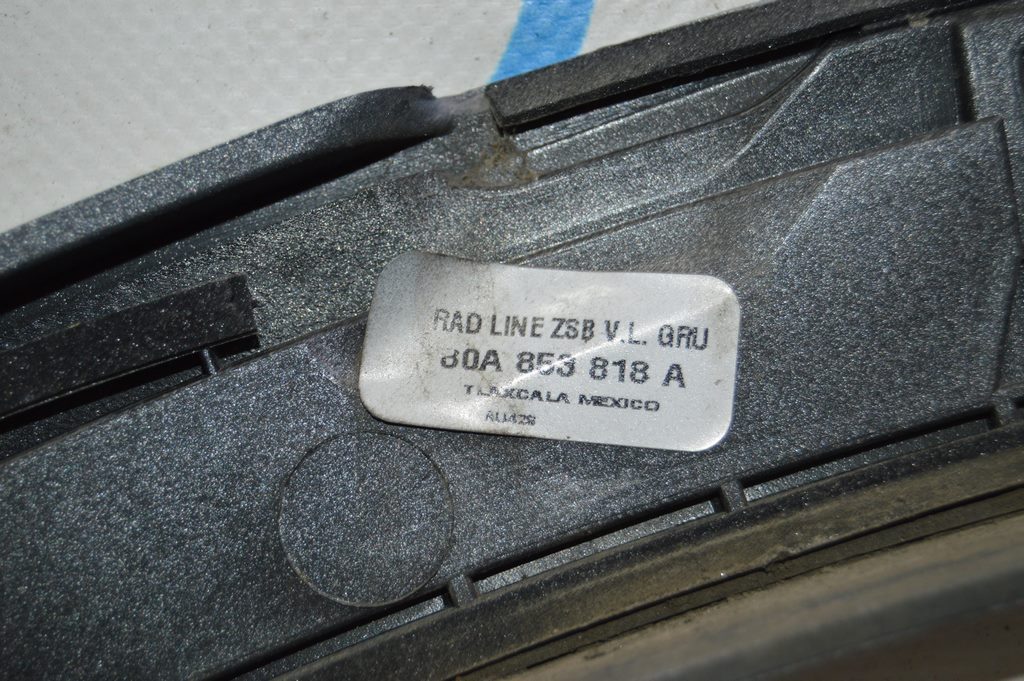 RAD LINE ZSB V.L. GRU
80A 853 818 A
TLAXCALA MEXICO